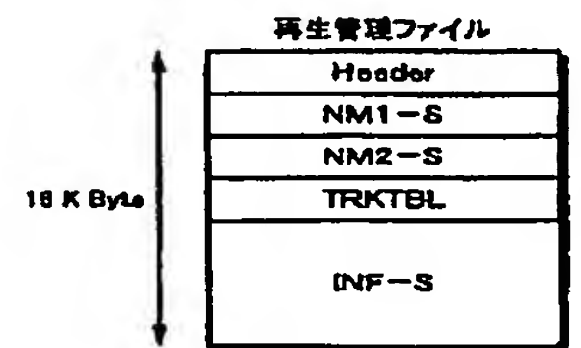 再生管理ファイル
Header
NM1-S
NM2-S
TRKTBL
16 K Byte
INF-S